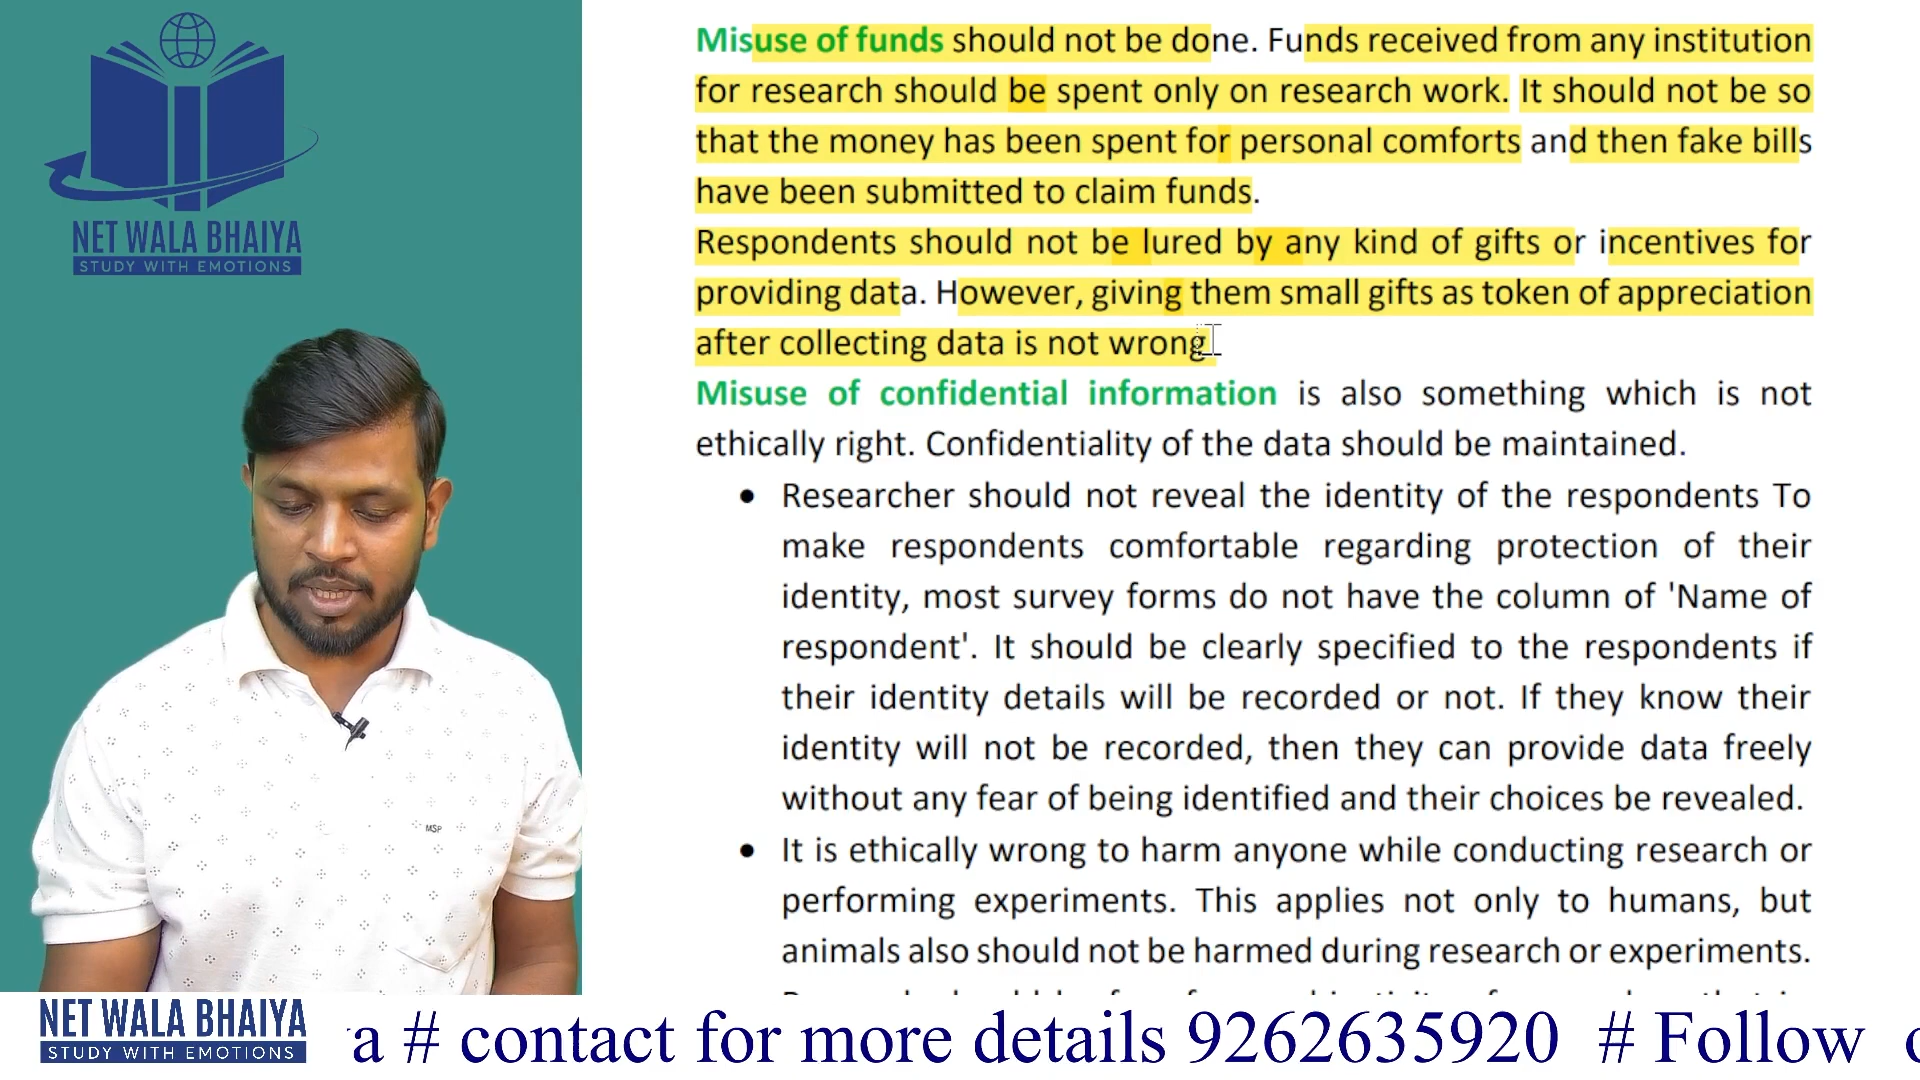 NET WALA BHAIYA
STUDY WITH EMOTIONS
Misuse of funds should not be done. Funds received from any institution
for research should be spent only on research work. It should not be so
that the money has been spent for personal comforts and then fake bills
have been submitted to claim funds.
Respondents should not be lured by any kind of gifts or incentives for
providing data. However, giving them small gifts as token of appreciation
after collecting data is not wrong
Misuse of confidential information is also something which is not
ethically right. Confidentiality of the data should be maintained.
• Researcher should not reveal the identity of the respondents To
make respondents comfortable regarding protection of their
identity, most survey forms do not have the column of 'Name of
respondent'. It should be clearly specified to the respondents if
their identity details will be recorded or not. If they know their
identity will not be recorded, then they can provide data freely
without any fear of being identified and their choices be revealed.
• It is ethically wrong to harm anyone while conducting research or
performing experiments. This applies not only to humans, but
animals also should not be harmed during research or experiments.
MSP
NET WALA BHAIYA
STUDY WITH EMOTIONS
a # contact for more details 9262635920 # Follow